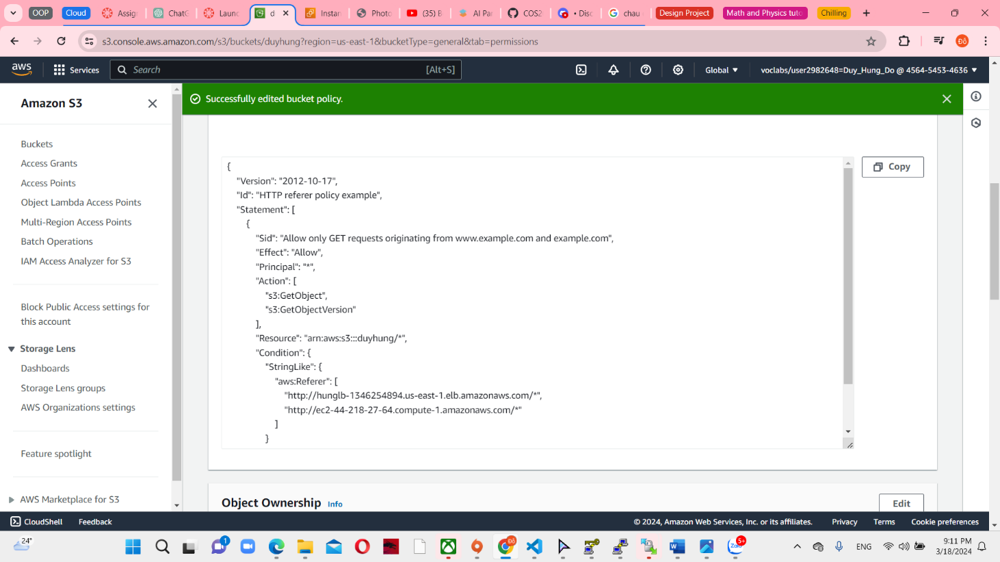 OOP
Cloud
Assign
ChatG
Launc
d
Instan
Photo
(35) B
AI Par
COS2
• Disc
chau
Design Project
Math and Physics tuto
Chilling
s3.console.aws.amazon.com/s3/buckets/duyhung?region=us-east-1&bucketType=general&tab=permissions
Đỗ
aws
Services
Search
[Alt+S]
Global
voclabs/user2982648=Duy_Hung_Do @ 4564-5453-4636
Amazon S3
Buckets
Access Grants
Access Points
Object Lambda Access Points
Multi-Region Access Points
Batch Operations
IAM Access Analyzer for S3
Block Public Access settings for
this account
Storage Lens
Dashboards
Storage Lens groups
AWS Organizations settings
Feature spotlight
AWS Marketplace for S3
Successfully edited bucket policy.
Copy
{
"Version": "2012-10-17",
"Id": "HTTP referer policy example",
"Statement": [
{
"Sid": "Allow only GET requests originating from www.example.com and example.com",
"Effect": "Allow",
"Principal": "*",
"Action": [
"s3:GetObject",
"s3:GetObjectVersion"
],
"Resource": "arn:aws:s3:::duyhung/*",
"Condition": {
"StringLike": {
"aws:Referer": [
"http://hunglb-1346254894.us-east-1.elb.amazonaws.com/*",
"http://ec2-44-218-27-64.compute-1.amazonaws.com/*"
]
}
Object Ownership
Info
Edit
CloudShell
Feedback
© 2024, Amazon Web Services, Inc. or its affiliates.
Privacy
Terms
Cookie preferences
24°
1
Đỗ
Zalo
5+
ENG
9:11 PM
3/18/2024